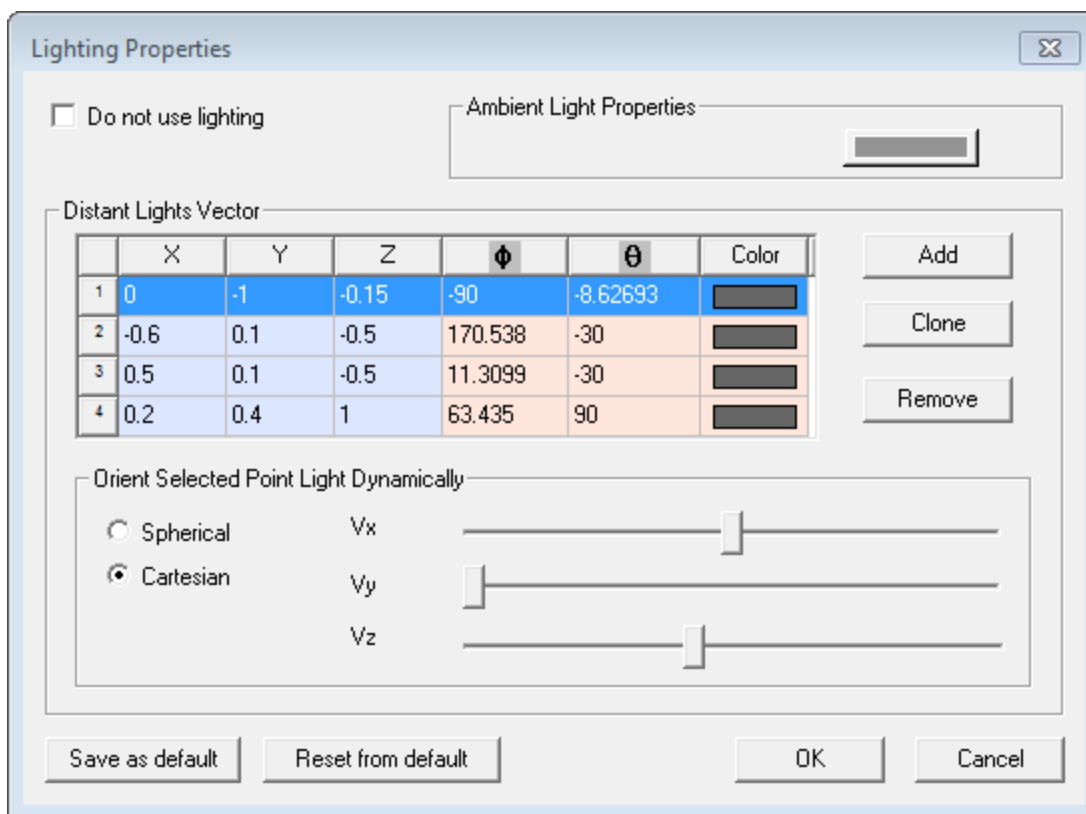 Lighting Properties
Do not use lighting
Ambient Light Properties
Distant Lights Vector
X Y Z ϕ θ Color
1 0 -1 -0.15 -90 -8.62693
2 -0.6 0.1 -0.5 170.538 -30
3 0.5 0.1 -0.5 11.3099 -30
4 0.2 0.4 1 63.435 90
Add
Clone
Remove
Orient Selected Point Light Dynamically
Spherical
Cartesian
Vx
Vy
Vz
Save as default Reset from default OK Cancel